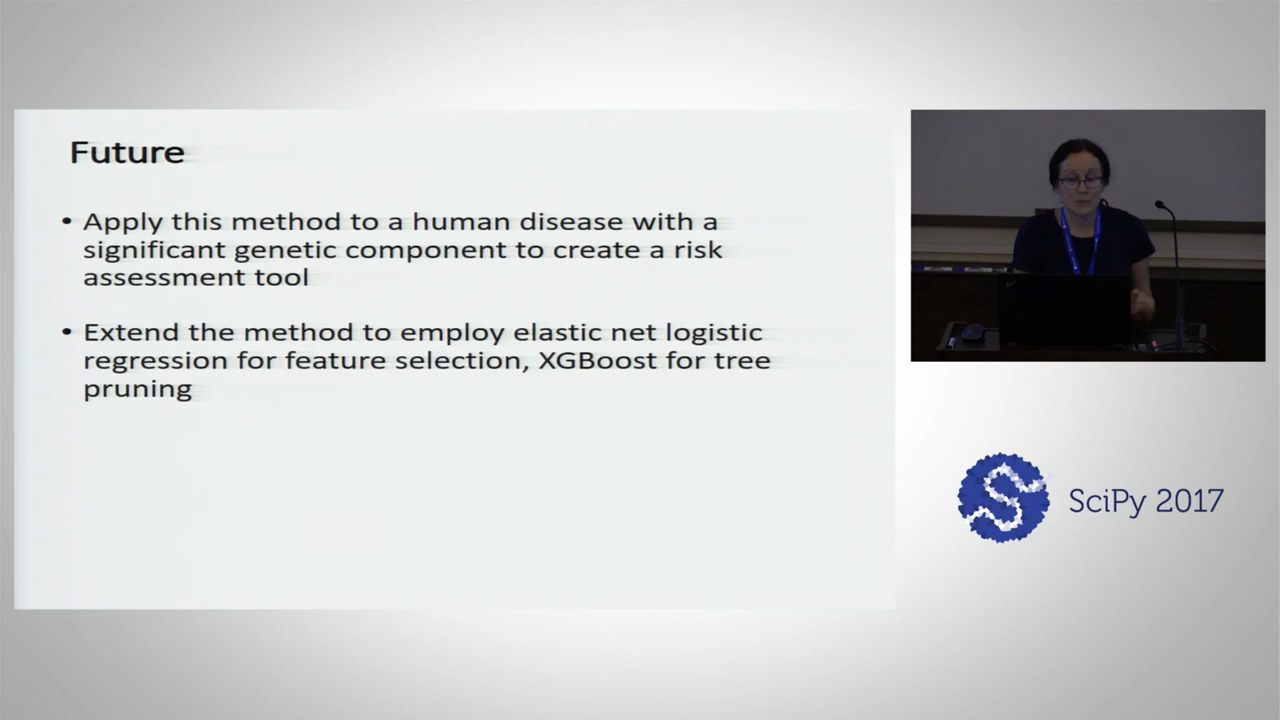 Future
• Apply this method to a human disease with a
significant genetic component to create a risk
assessment tool
• Extend the method to employ elastic net logistic
regression for feature selection, XGBoost for tree
pruning
SciPy 2017